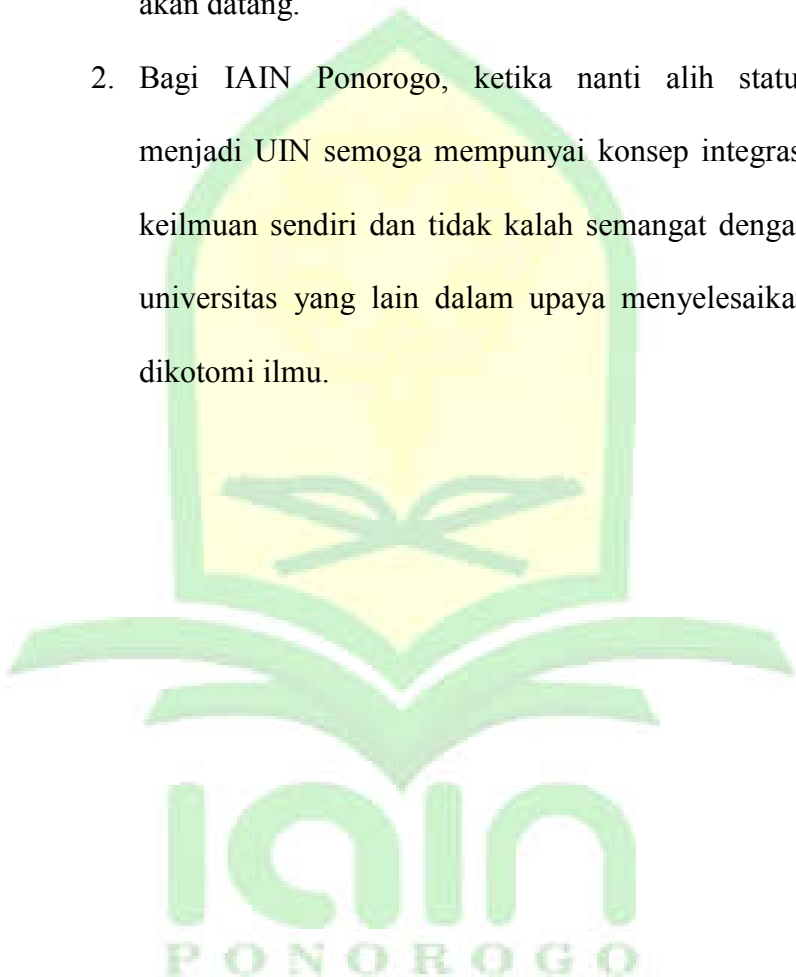 akan datang.
2. Bagi IAIN Ponorogo, ketika nanti alih statu
menjadi UIN semoga mempunyai konsep integras
keilmuan sendiri dan tidak kalah semangat denga
universitas yang lain dalam upaya menyelesaika
dikotomi ilmu.
iain
PONOROGO